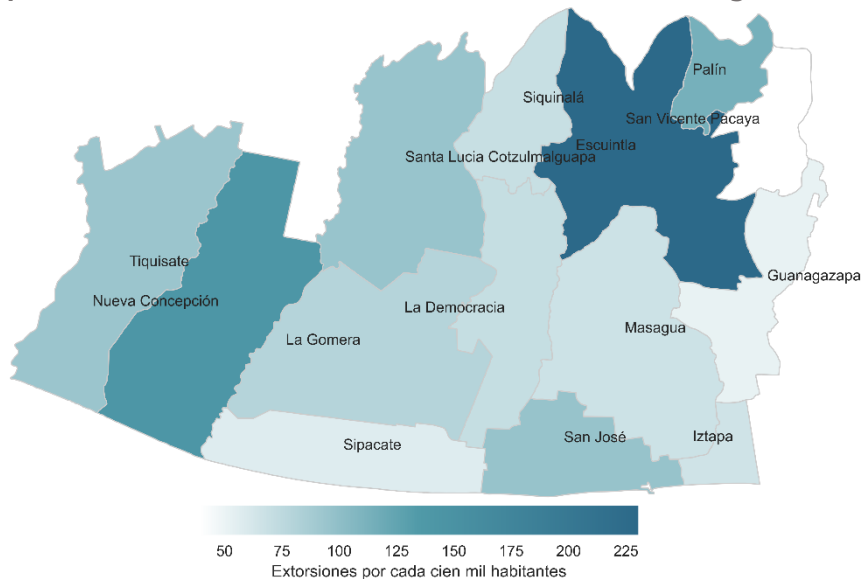 Palín
Siquinalá
San Vicente Pacaya
Escuintla
Santa Lucia Cotzulmalguapa
Tiquisate
Guanagazapa
Nueva Concepción
La Democracia
Masagua
La Gomera
Sipacate
San José
Iztapa
50 75 100 125 150 175 200 225
Extorsiones por cada cien mil habitantes